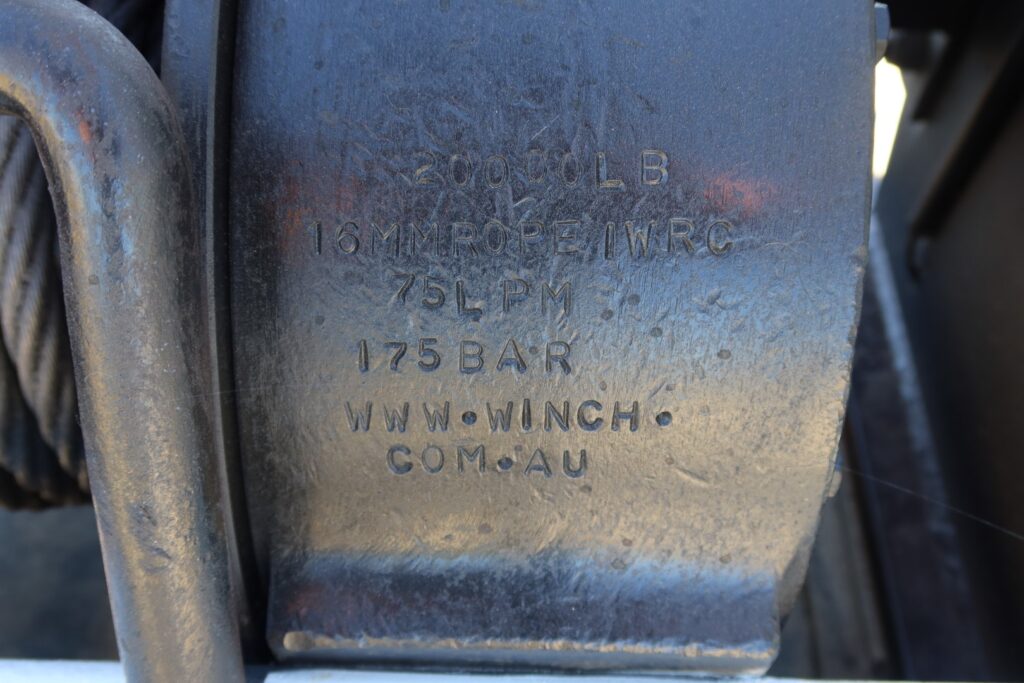 20000LB
16MMROPE IWRC
75LPM
175BAR
WWW.WINCH.
COM.AU